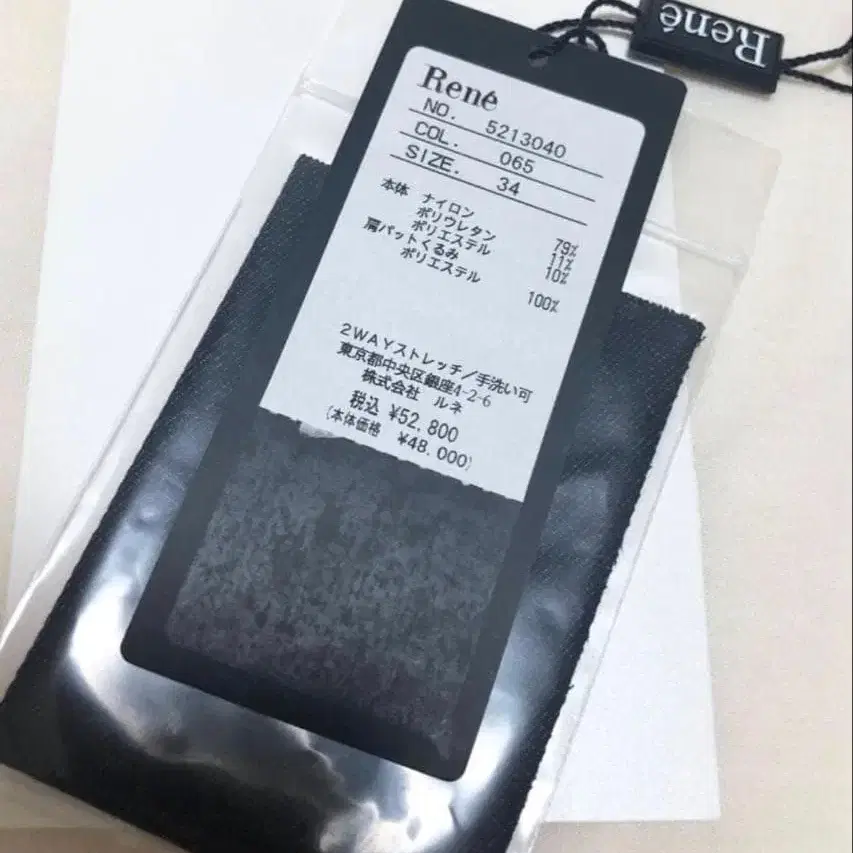 René
René
NO. 5213040
COL. 065
SIZE. 34
本体 ナイロン 79%
ポリウレタン 11%
ポリエステル 10%
肩パットくるみ
ポリエステル 100%
2WAYストレッチ/手洗い可
東京都中央区銀座4-2-6
株式会社 ルネ
税込 ¥52,800
(本体価格 ¥48,000)